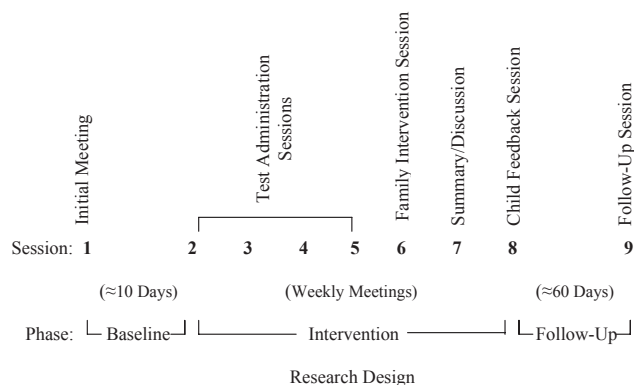 Initial Meeting
Test Administration
Sessions
Family Intervention Session
Summary/Discussion
Child Feedback Session
Follow-Up Session
Session: 1 2 3 4 5 6 7 8 9
(≈10 Days) (Weekly Meetings) (≈60 Days)
Phase: Baseline Intervention Follow-Up
Research Design